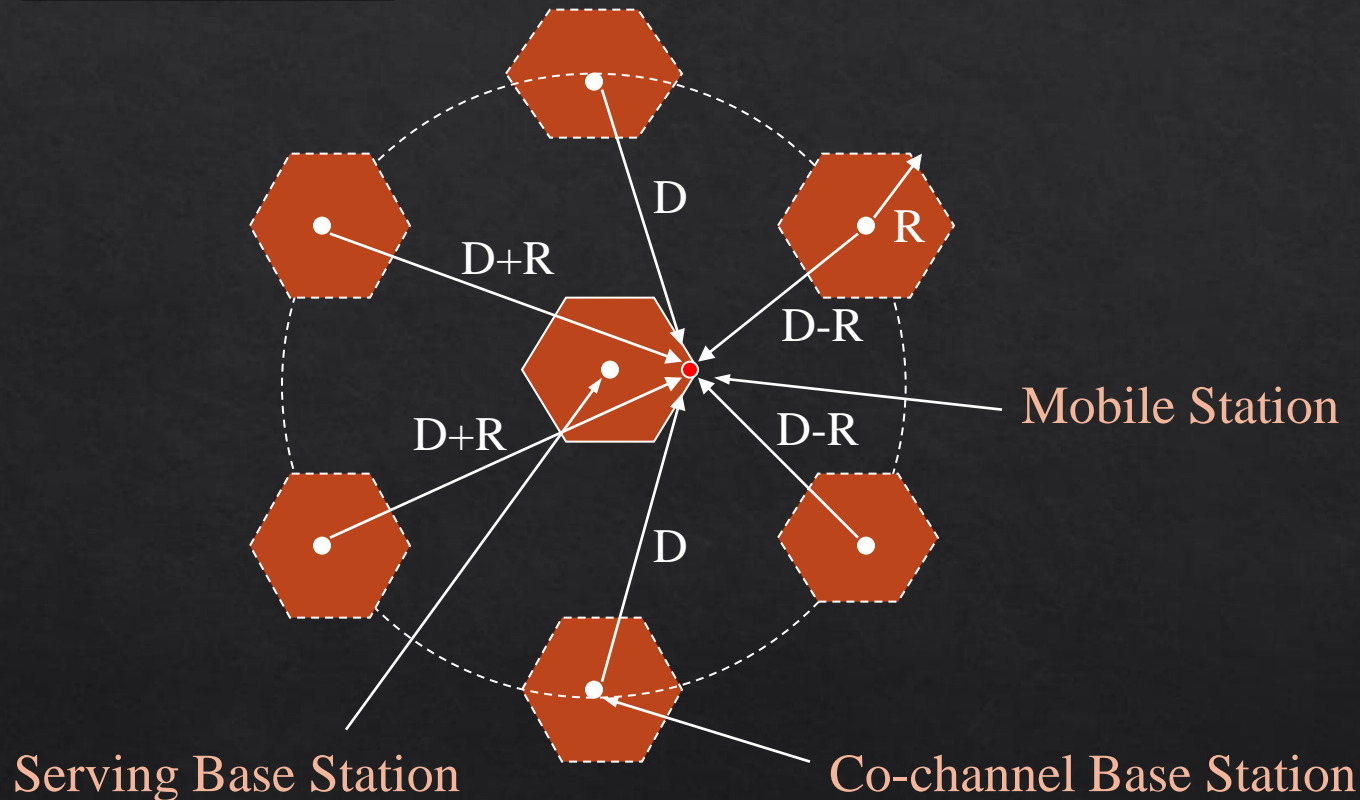 D
R
D+R
D-R
Mobile Station
D+R
D-R
D
Serving Base Station
Co-channel Base Station